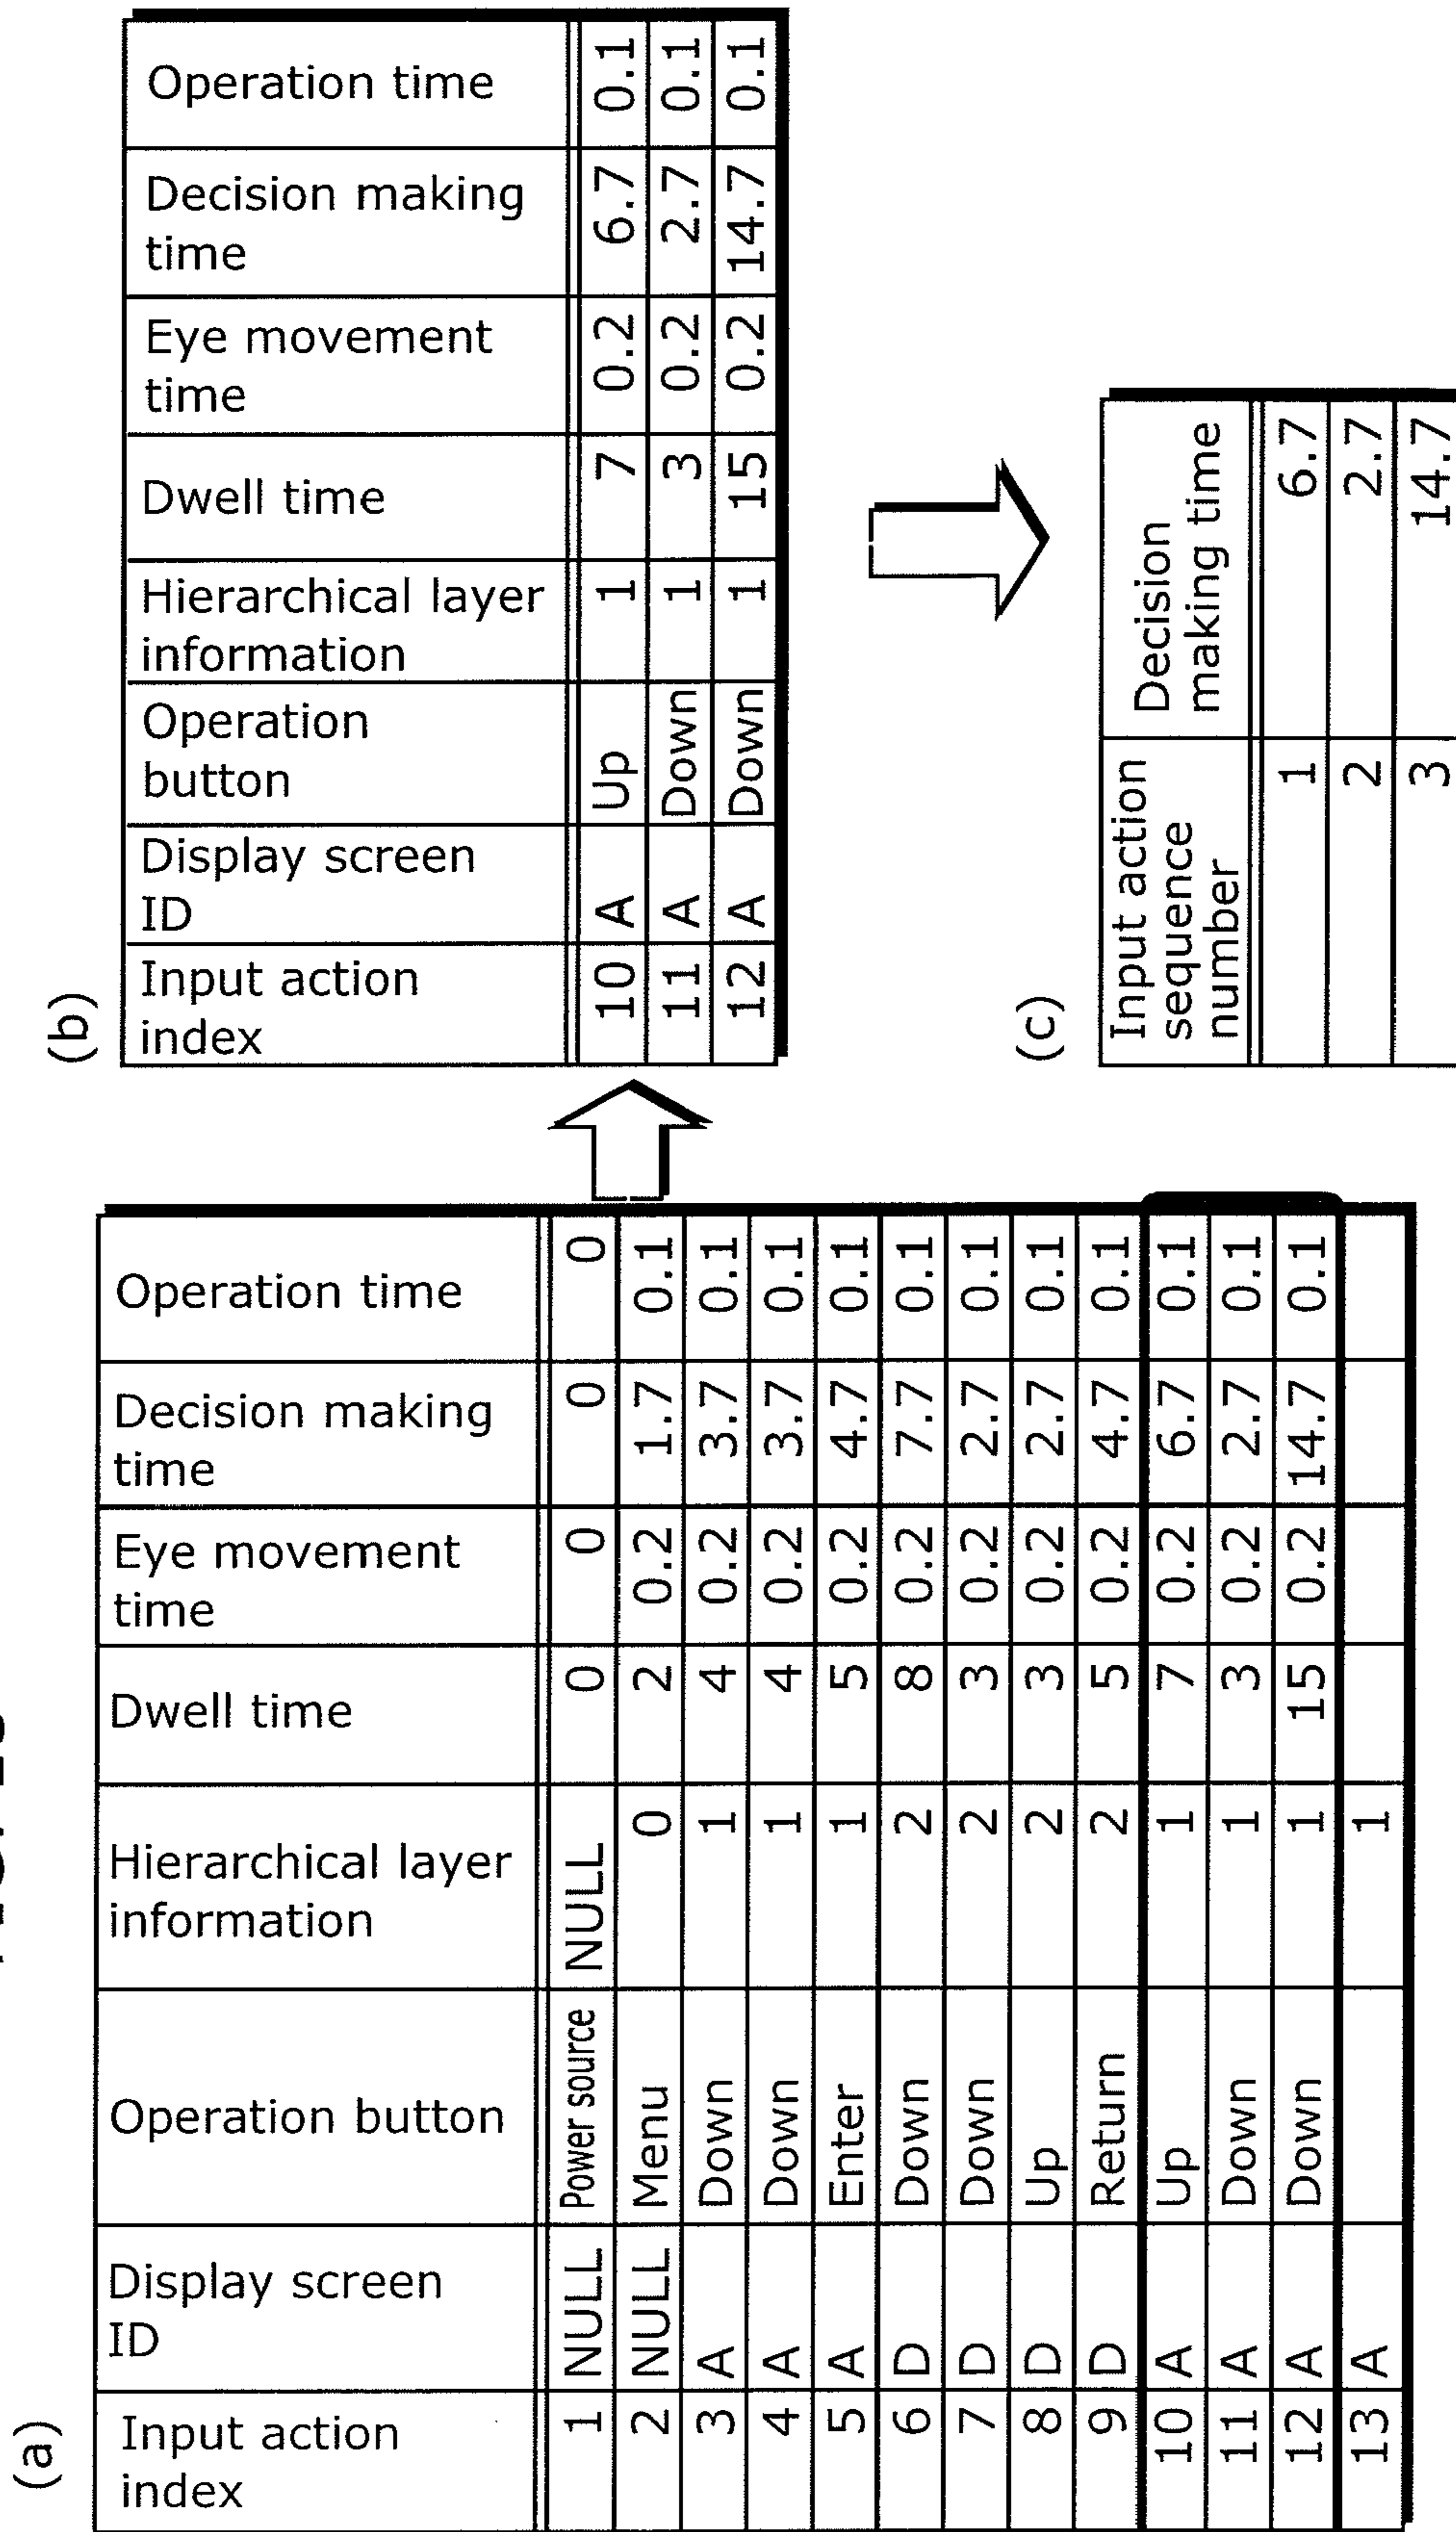 (a)
Input action index | Display screen ID | Operation button | Hierarchical layer information | Dwell time | Eye movement time | Decision making time | Operation time
1 | NULL | Power source | NULL | 0 | 0 | 0 | 0
2 | NULL | Menu | 0 | 2 | 0.2 | 1.7 | 0.1
3 | A | Down | 1 | 4 | 0.2 | 3.7 | 0.1
4 | A | Down | 1 | 4 | 0.2 | 3.7 | 0.1
5 | A | Enter | 1 | 5 | 0.2 | 4.7 | 0.1
6 | D | Down | 2 | 8 | 0.2 | 7.7 | 0.1
7 | D | Down | 2 | 3 | 0.2 | 2.7 | 0.1
8 | D | Up | 2 | 3 | 0.2 | 2.7 | 0.1
9 | D | Return | 2 | 5 | 0.2 | 4.7 | 0.1
10 | A | Up | 1 | 7 | 0.2 | 6.7 | 0.1
11 | A | Down | 1 | 3 | 0.2 | 2.7 | 0.1
12 | A | Down | 1 | 15 | 0.2 | 14.7 | 0.1
13 | A | | 1
(b)
Input action index | Display screen ID | Operation button | Hierarchical layer information | Dwell time | Eye movement time | Decision making time | Operation time
10 | A | Up | 1 | 7 | 0.2 | 6.7 | 0.1
11 | A | Down | 1 | 3 | 0.2 | 2.7 | 0.1
12 | A | Down | 1 | 15 | 0.2 | 14.7 | 0.1
(c)
Input action sequence number | Decision making time
1 | 6.7
2 | 2.7
3 | 14.7